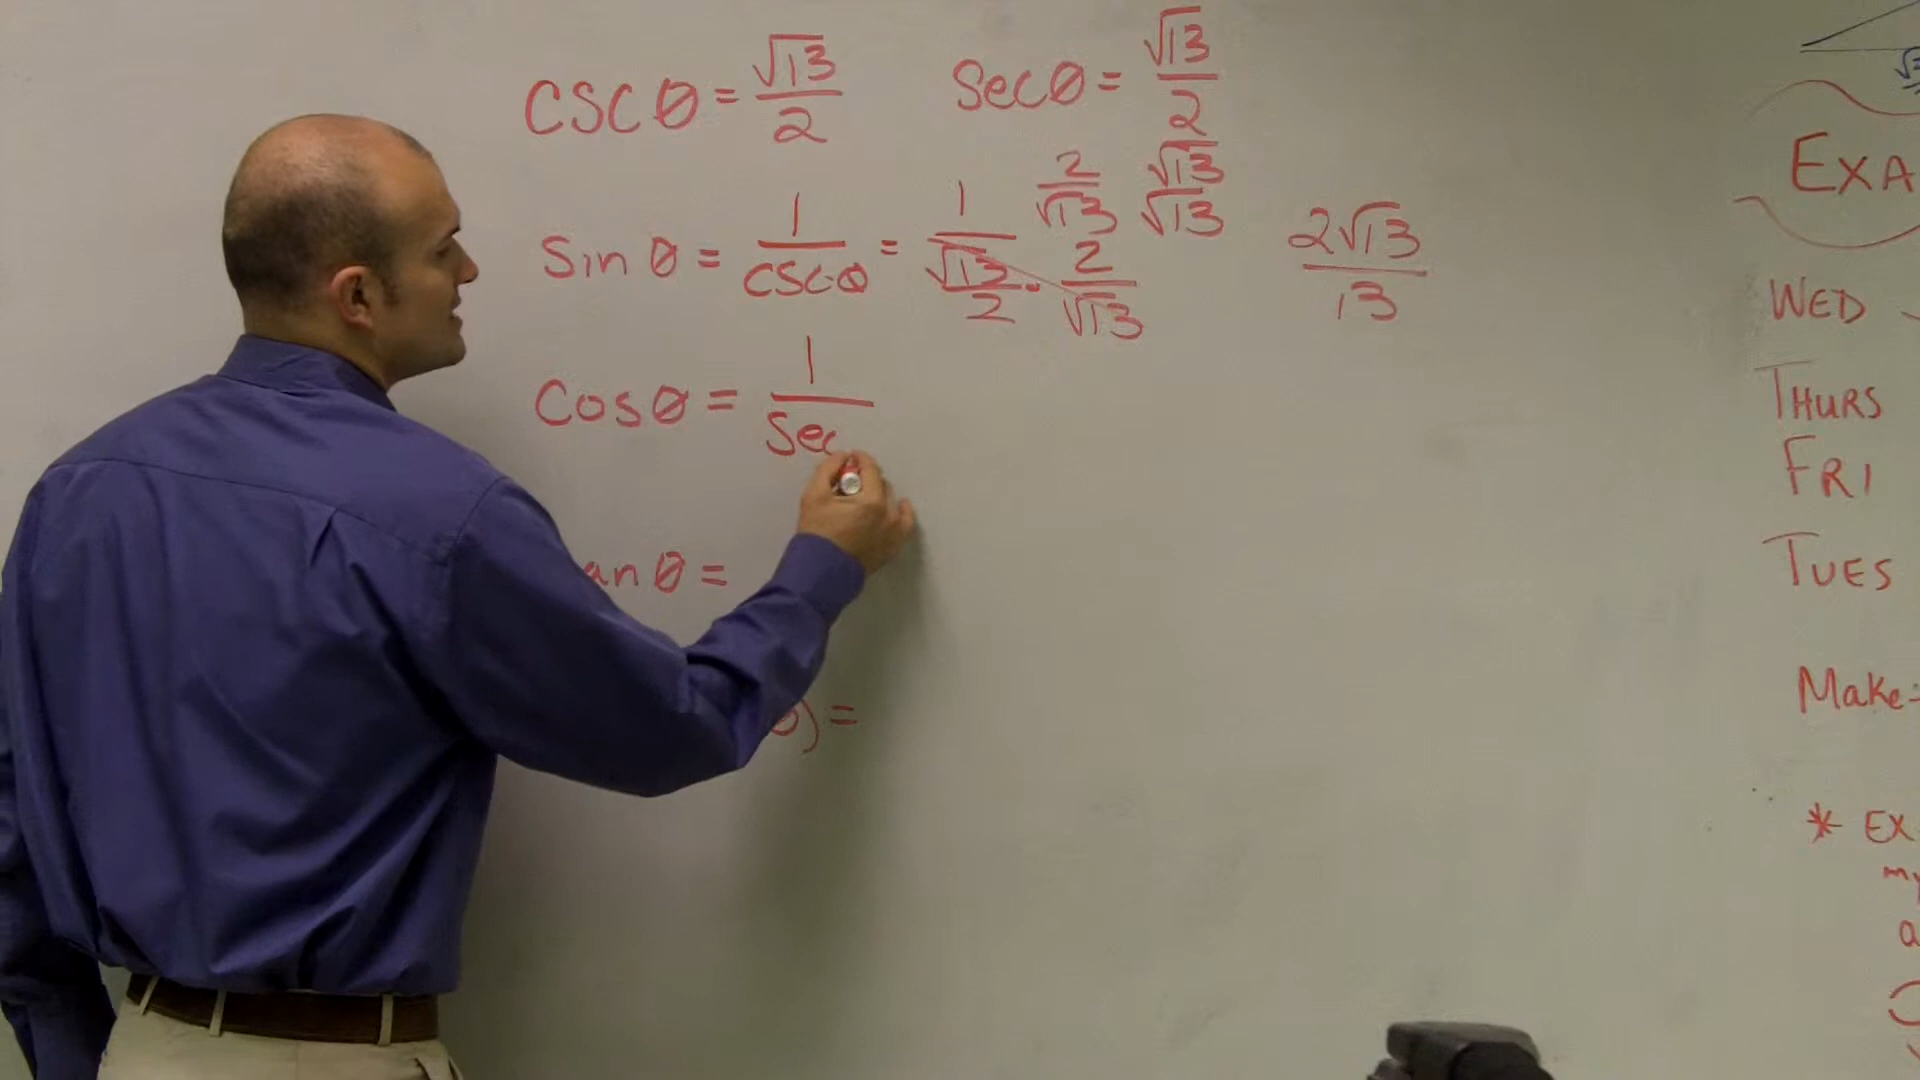 CSC θ = √13/2
Sec θ = √13/2
Sin θ = 1/CSC θ = 1/(√13/2) · 2/√13
2/√13 √13/√13
2√13/13
Cos θ = 1/Sec
an θ =
θ) =
EXA
WED
THURS
FRI
TUES
Make-
* EX
my
a